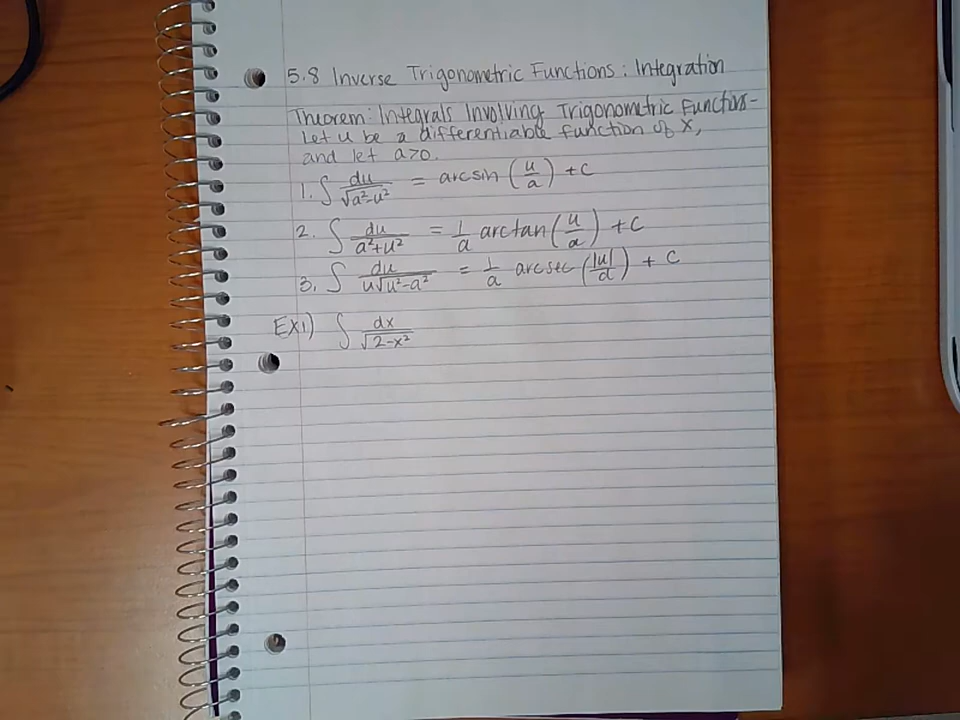 5.8 Inverse Trigonometric Functions: Integration
Theorem: Integrals Involving Trigonometric Functions-
Let u be a differentiable function of x,
and let a>0.
1. ∫ du/√(a²-u²) = arcsin (u/a) + C
2. ∫ du/(a²+u²) = 1/a arctan (u/a) + C
3. ∫ du/(u√(u²-a²)) = 1/a arcsec (|u|/a) + C
EX1) ∫ dx/√(2-x²)